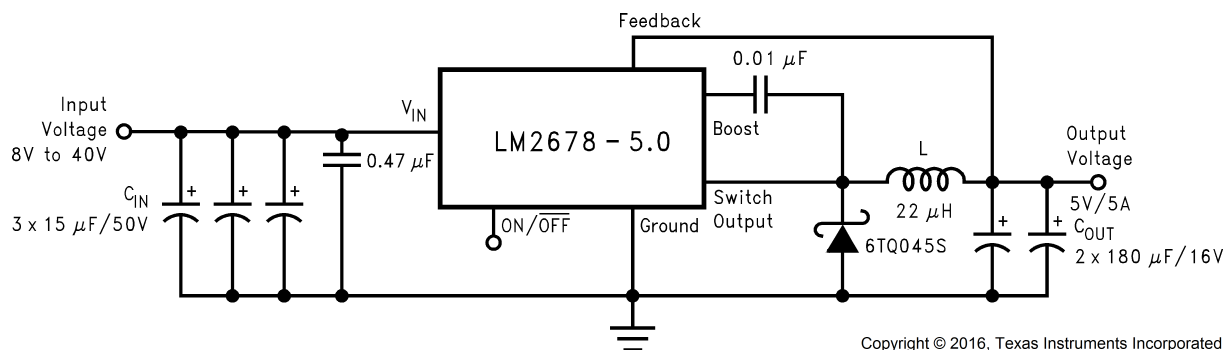 Feedback
0.01 μF
Input
Voltage
8V to 40V
V_IN
LM2678 – 5.0
Boost
L
Output
Voltage
5V/5A
0.47 μF
C_IN
3 x 15 μF/50V
ON/O̅F̅F̅
Ground
Switch
Output
22 μH
6TQ045S
C_OUT
2 x 180 μF/16V
+
+
+
+
+
Copyright © 2016, Texas Instruments Incorporated